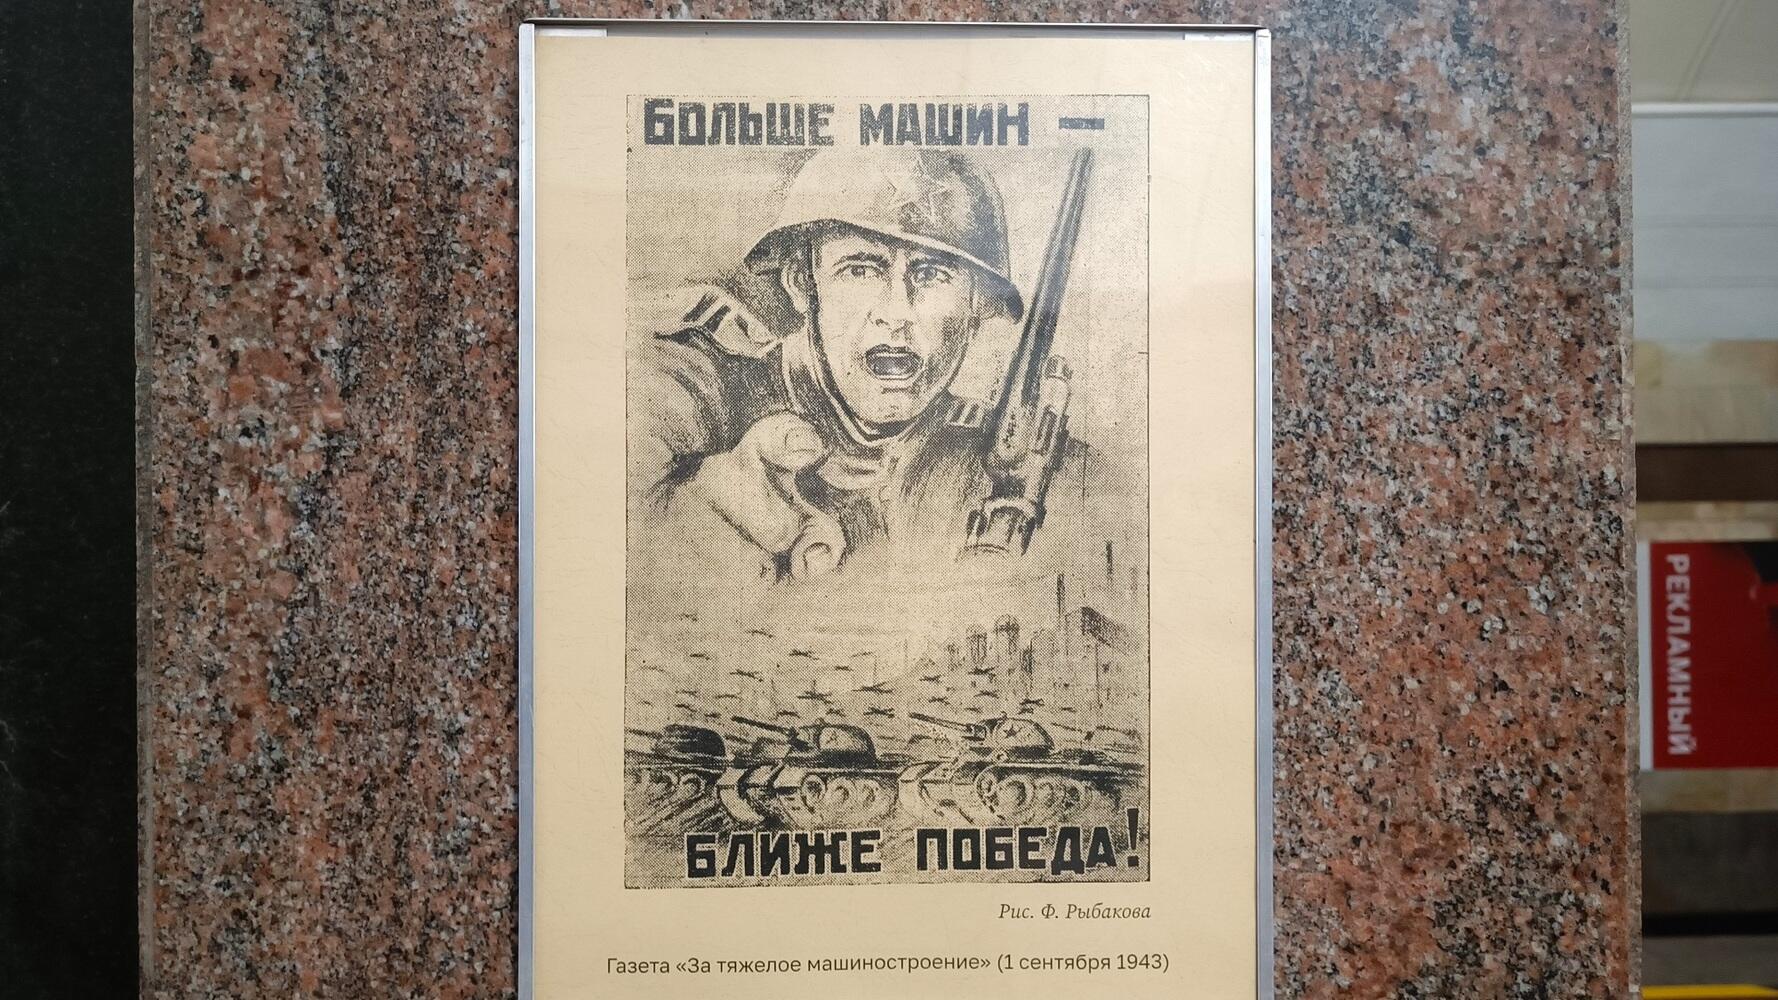 БОЛЬШЕ МАШИН —
БЛИЖЕ ПОБЕДА!
Рис. Ф. Рыбакова
Газета «За тяжелое машиностроение» (1 сентября 1943)
РЕКЛАМНЫЙ